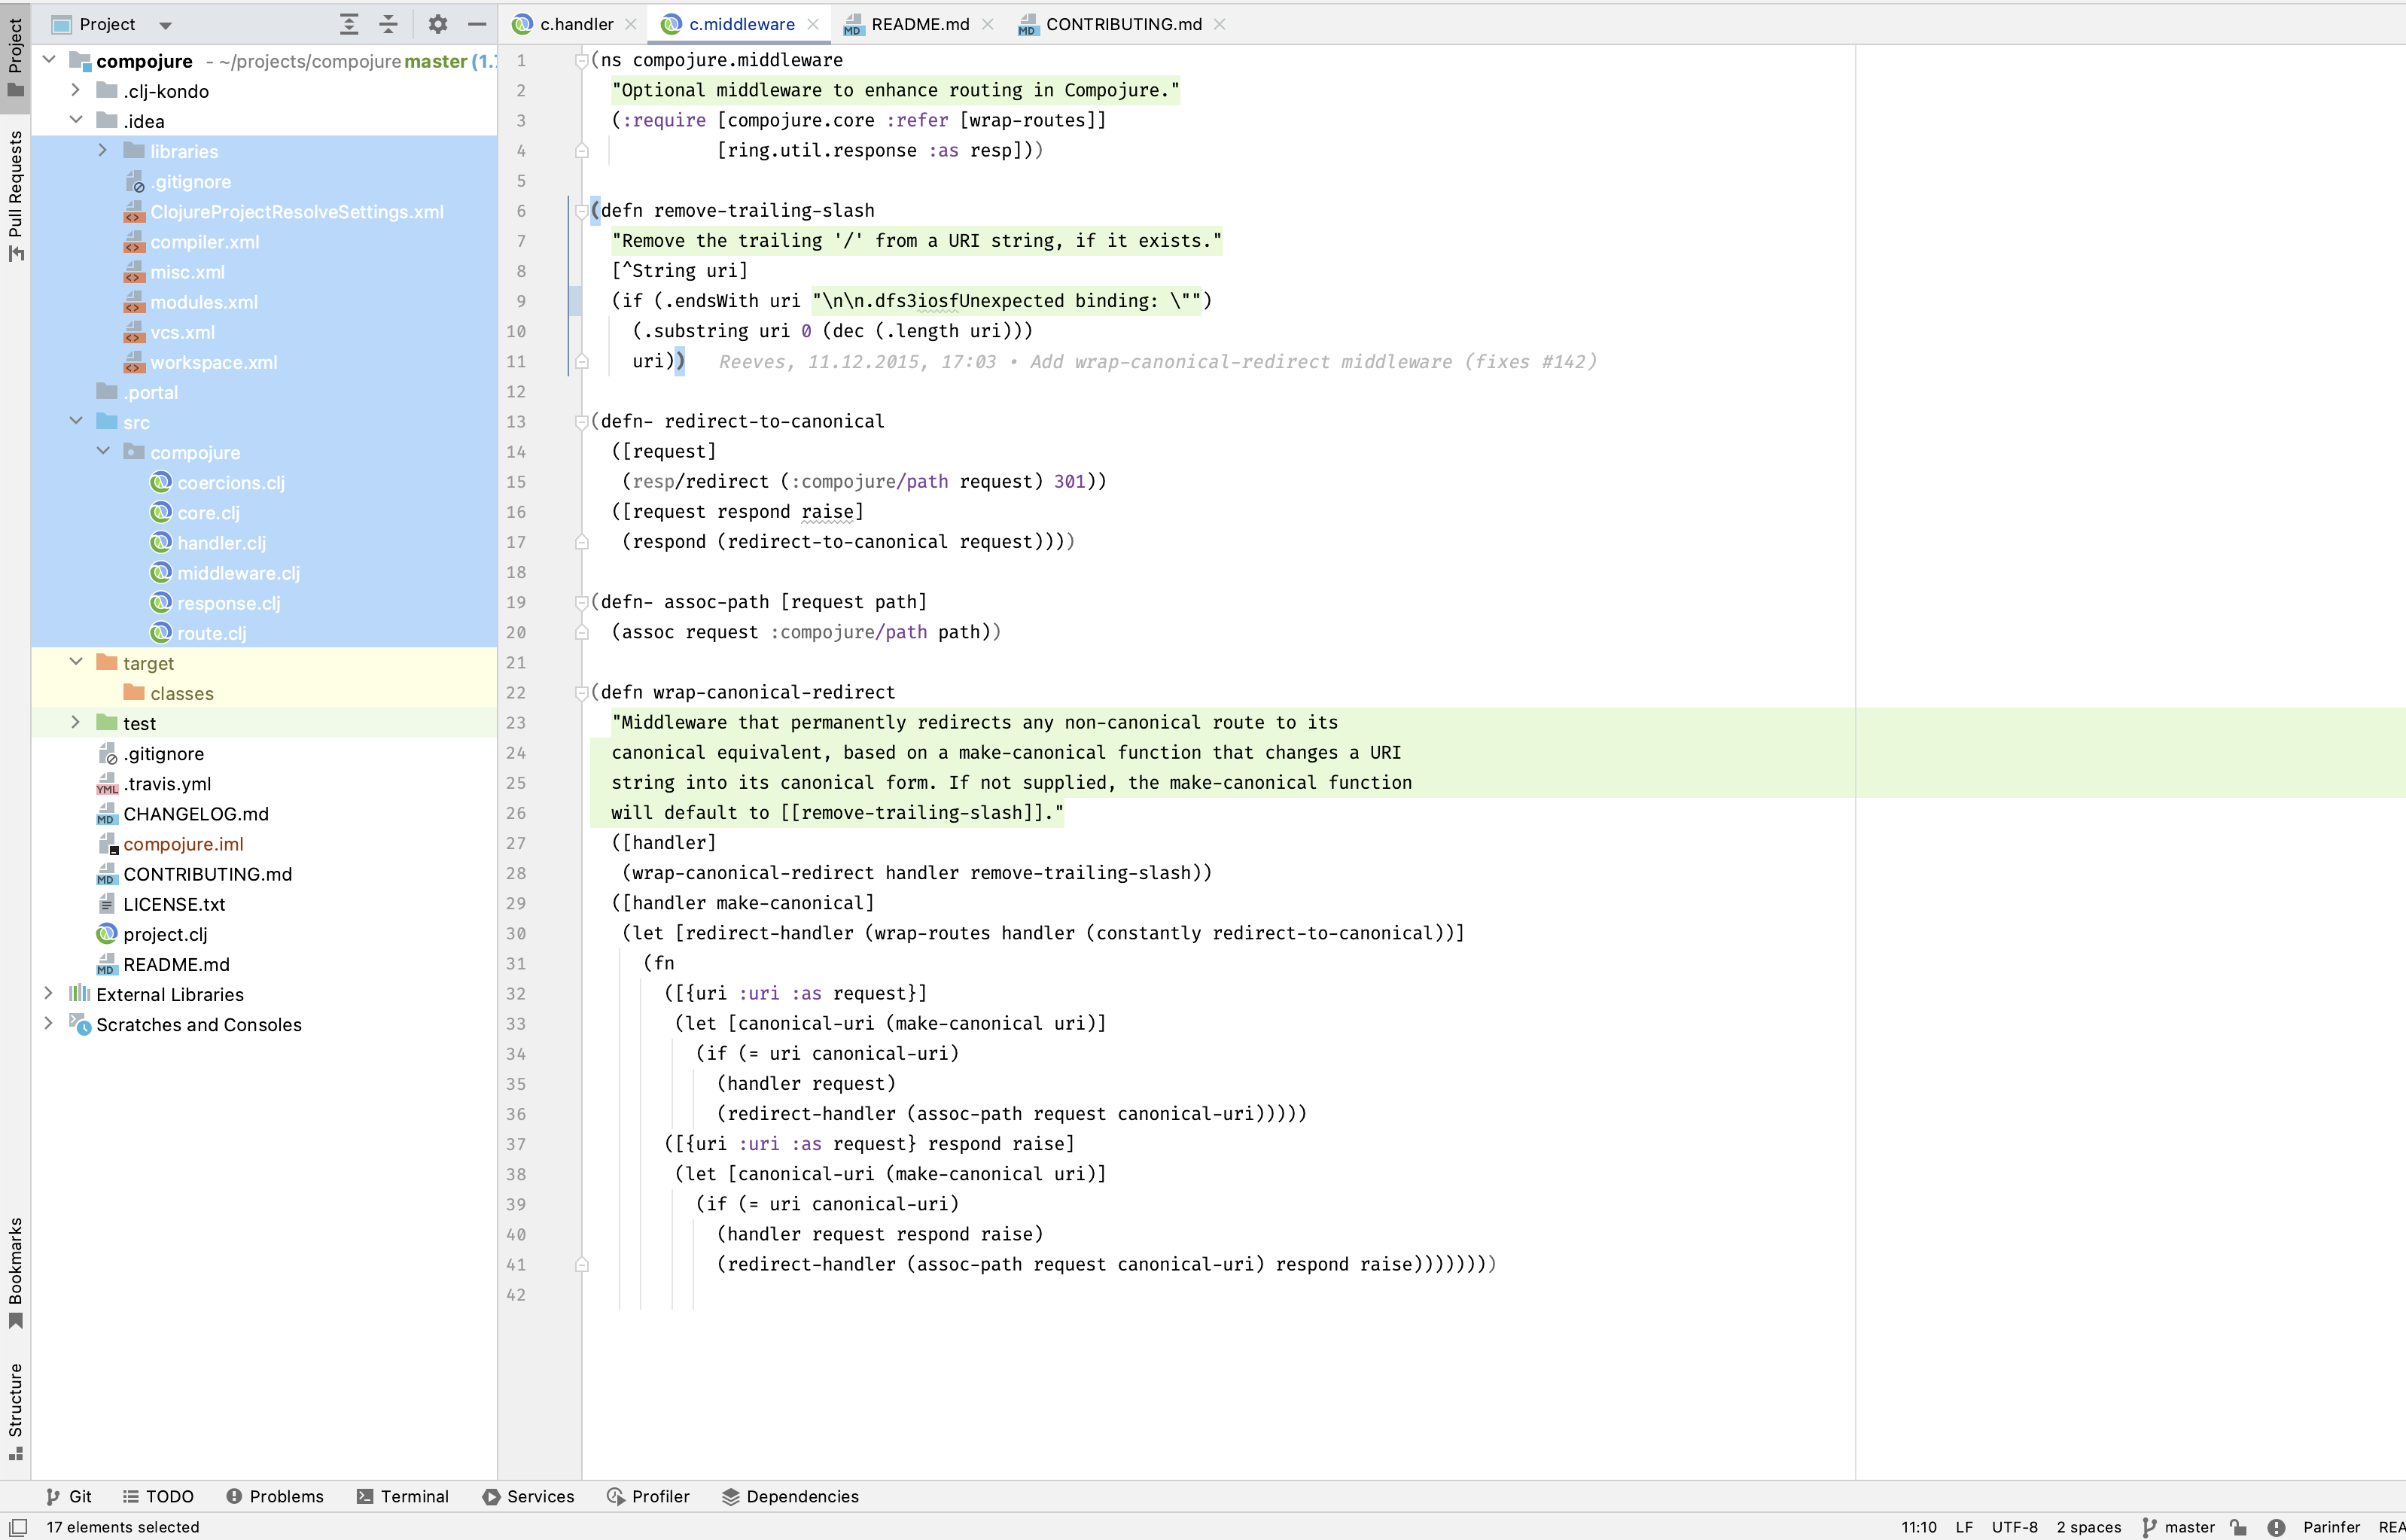 Project
c.handler
c.middleware
README.md
CONTRIBUTING.md
Project
Pull Requests
Bookmarks
Structure
compojure - ~/projects/compojure master (1.
.clj-kondo
.idea
libraries
.gitignore
ClojureProjectResolveSettings.xml
compiler.xml
misc.xml
modules.xml
vcs.xml
workspace.xml
.portal
src
compojure
coercions.clj
core.clj
handler.clj
middleware.clj
response.clj
route.clj
target
classes
test
.gitignore
.travis.yml
CHANGELOG.md
compojure.iml
CONTRIBUTING.md
LICENSE.txt
project.clj
README.md
External Libraries
Scratches and Consoles
1 (ns compojure.middleware
2 "Optional middleware to enhance routing in Compojure."
3 (:require [compojure.core :refer [wrap-routes]]
4 [ring.util.response :as resp]))
5
6 (defn remove-trailing-slash
7 "Remove the trailing '/' from a URI string, if it exists."
8 [^String uri]
9 (if (.endsWith uri "\n\n.dfs3iosfUnexpected binding: \"")
10 (.substring uri 0 (dec (.length uri)))
11 uri)) Reeves, 11.12.2015, 17:03 • Add wrap-canonical-redirect middleware (fixes #142)
12
13 (defn- redirect-to-canonical
14 ([request]
15 (resp/redirect (:compojure/path request) 301))
16 ([request respond raise]
17 (respond (redirect-to-canonical request))))
18
19 (defn- assoc-path [request path]
20 (assoc request :compojure/path path))
21
22 (defn wrap-canonical-redirect
23 "Middleware that permanently redirects any non-canonical route to its
24 canonical equivalent, based on a make-canonical function that changes a URI
25 string into its canonical form. If not supplied, the make-canonical function
26 will default to [[remove-trailing-slash]]."
27 ([handler]
28 (wrap-canonical-redirect handler remove-trailing-slash))
29 ([handler make-canonical]
30 (let [redirect-handler (wrap-routes handler (constantly redirect-to-canonical))]
31 (fn
32 ([{uri :uri :as request}]
33 (let [canonical-uri (make-canonical uri)]
34 (if (= uri canonical-uri)
35 (handler request)
36 (redirect-handler (assoc-path request canonical-uri)))))
37 ([{uri :uri :as request} respond raise]
38 (let [canonical-uri (make-canonical uri)]
39 (if (= uri canonical-uri)
40 (handler request respond raise)
41 (redirect-handler (assoc-path request canonical-uri) respond raise))))))))
42
Git TODO Problems Terminal Services Profiler Dependencies
17 elements selected 11:10 LF UTF-8 2 spaces master Parinfer REA